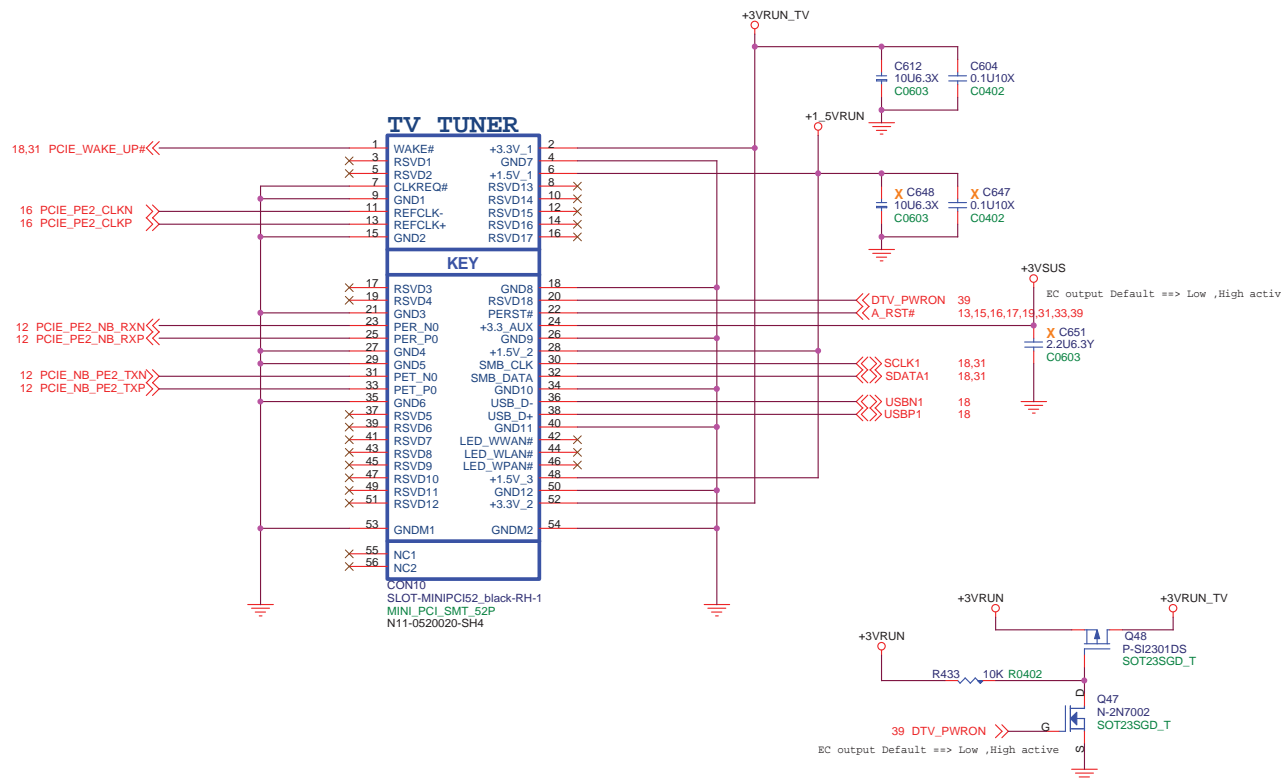 +3VRUN_TV
C612
10U6.3X
C0603
C604
0.1U10X
C0402
+1_5VRUN
TV TUNER
18,31 PCIE_WAKE_UP# 1 WAKE# +3.3V_1 2
3 RSVD1 GND7 4
5 RSVD2 +1.5V_1 6
7 CLKREQ# RSVD13 8
9 GND1 RSVD14 10
16 PCIE_PE2_CLKN 11 REFCLK- RSVD15 12
16 PCIE_PE2_CLKP 13 REFCLK+ RSVD16 14
15 GND2 RSVD17 16
X C648
10U6.3X
C0603
X C647
0.1U10X
C0402
KEY
17 RSVD3 GND8 18
19 RSVD4 RSVD18 20 DTV_PWRON 39
21 GND3 PERST# 22 A_RST# 13,15,16,17,19,31,33,39
12 PCIE_PE2_NB_RXN 23 PER_N0 +3.3_AUX 24
12 PCIE_PE2_NB_RXP 25 PER_P0 GND9 26
27 GND4 +1.5V_2 28
29 GND5 SMB_CLK 30 SCLK1 18,31
12 PCIE_NB_PE2_TXN 31 PET_N0 SMB_DATA 32 SDATA1 18,31
12 PCIE_NB_PE2_TXP 33 PET_P0 GND10 34
35 GND6 USB_D- 36 USBN1 18
37 RSVD5 USB_D+ 38 USBP1 18
39 RSVD6 GND11 40
41 RSVD7 LED_WWAN# 42
43 RSVD8 LED_WLAN# 44
45 RSVD9 LED_WPAN# 46
47 RSVD10 +1.5V_3 48
49 RSVD11 GND12 50
51 RSVD12 +3.3V_2 52
53 GNDM1 GNDM2 54
55 NC1
56 NC2
CON10
SLOT-MINIPCI52_black-RH-1
MINI_PCI_SMT_52P
N11-0520020-SH4
+3VSUS
EC output Default ==> Low ,High activ
X C651
2.2U6.3Y
C0603
+3VRUN
+3VRUN_TV
Q48
P-SI2301DS
SOT23SGD_T
+3VRUN
R433 10K R0402
D
Q47
N-2N7002
SOT23SGD_T
39 DTV_PWRON G
S
EC output Default ==> Low ,High active